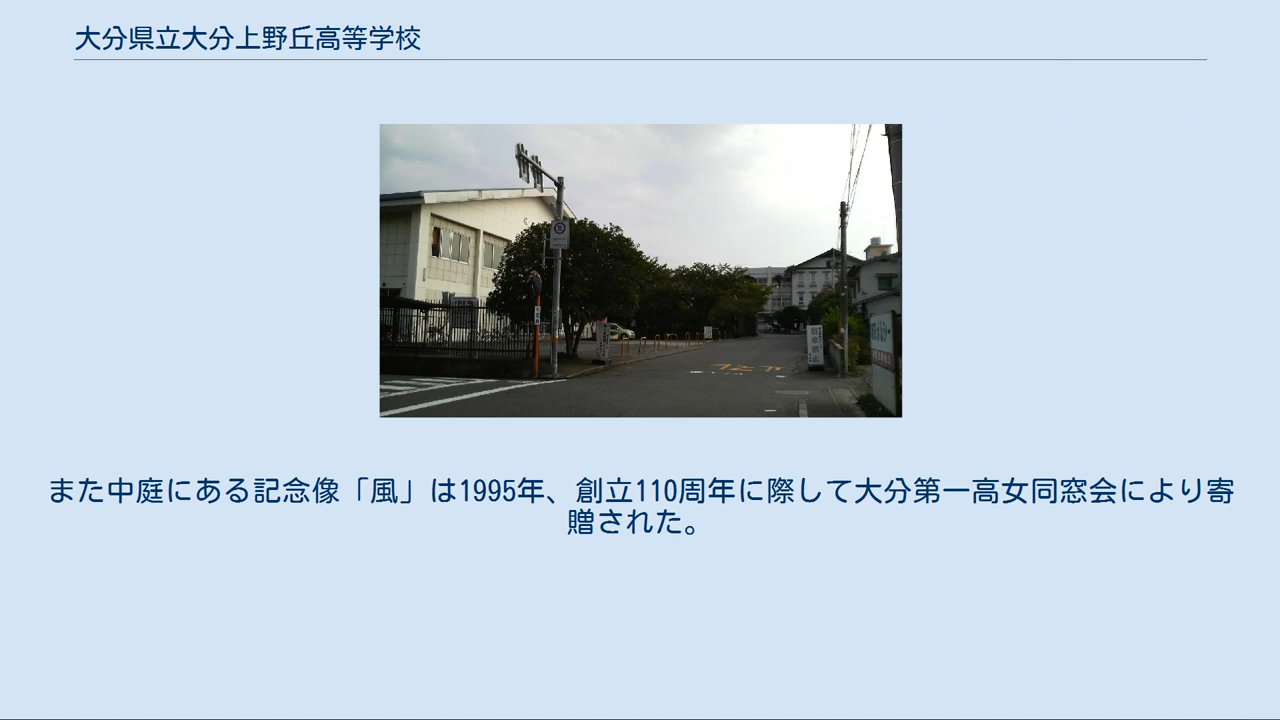 大分県立大分上野丘高等学校
また中庭にある記念像「風」は1995年、創立110周年に際して大分第一高女同窓会により寄
贈された。